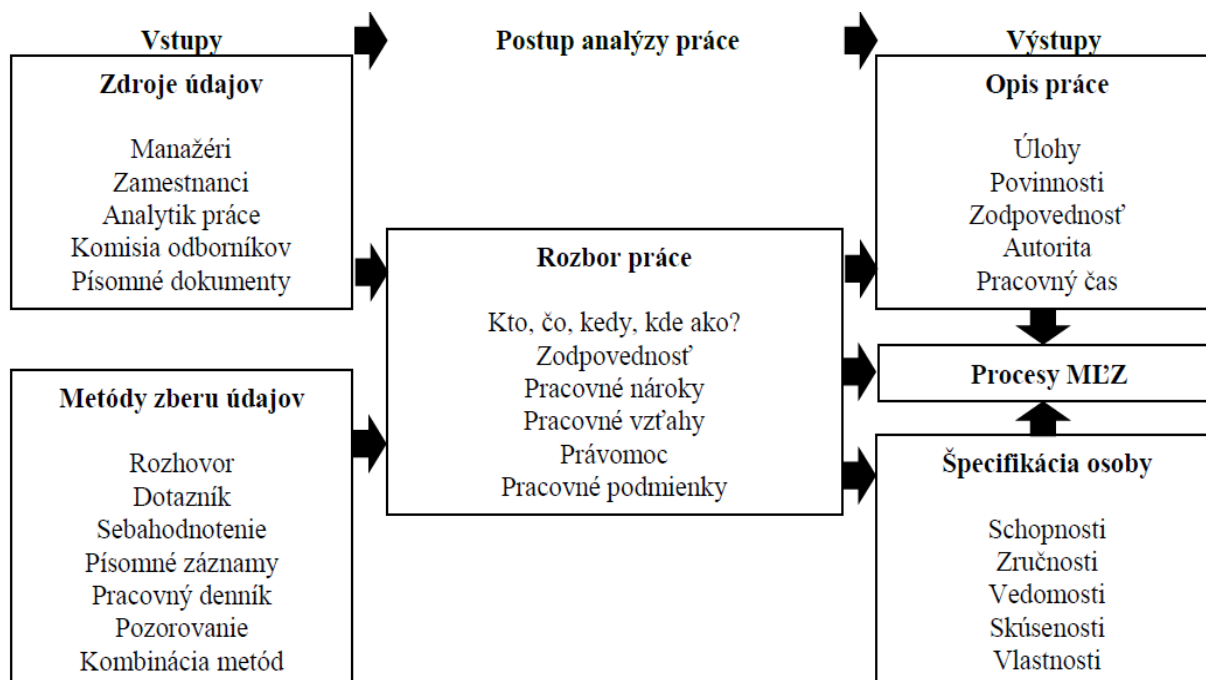 Vstupy
Postup analýzy práce
Výstupy
Zdroje údajov
Manažéri
Zamestnanci
Analytik práce
Komisia odborníkov
Písomné dokumenty
Metódy zberu údajov
Rozhovor
Dotazník
Sebahodnotenie
Písomné záznamy
Pracovný denník
Pozorovanie
Kombinácia metód
Rozbor práce
Kto, čo, kedy, kde ako?
Zodpovednosť
Pracovné nároky
Pracovné vzťahy
Právomoc
Pracovné podmienky
Opis práce
Úlohy
Povinnosti
Zodpovednosť
Autorita
Pracovný čas
Procesy MĽZ
Špecifikácia osoby
Schopnosti
Zručnosti
Vedomosti
Skúsenosti
Vlastnosti